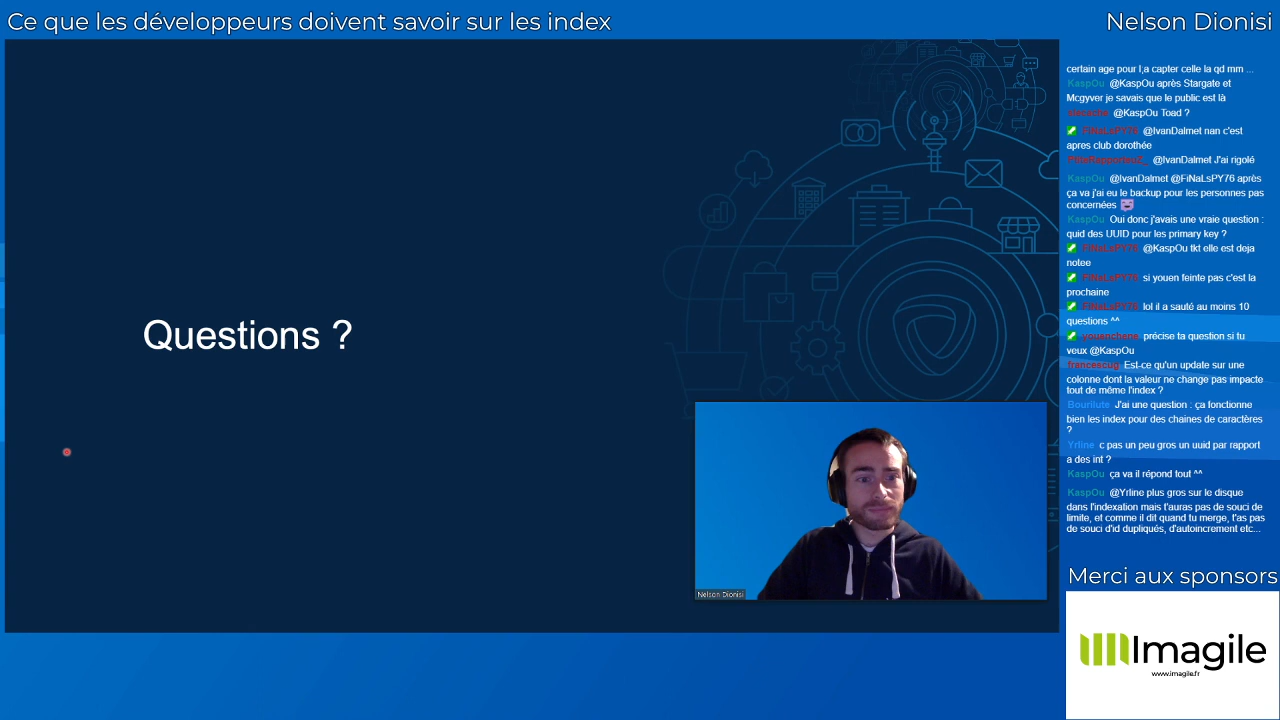 Ce que les développeurs doivent savoir sur les index
Nelson Dionisi
Questions ?
Nelson Dionisi
certain age pour l,a capter celle la qd mm ...
KaspOu @KaspOu après Stargate et
Mcgyver je savais que le public est là
@KaspOu Toad ?
FiNaLsPY76 @IvanDalmet nan c'est
apres club dorothée
@IvanDalmet J'ai rigolé
KaspOu @IvanDalmet @FiNaLsPY76 après
ça va j'ai eu le backup pour les personnes pas
concernées
KaspOu Oui donc j'avais une vraie question :
quid des UUID pour les primary key ?
FiNaLsPY76 @KaspOu tkt elle est deja
notee
FiNaLsPY76 si youen feinte pas c'est la
prochaine
FiNaLsPY76 lol il a sauté au moins 10
questions ^^
youenchene précise ta question si tu
veux @KaspOu
francescug Est-ce qu'un update sur une
colonne dont la valeur ne change pas impacte
tout de même l'index ?
Bourilute J'ai une question : ça fonctionne
bien les index pour des chaines de caractères
?
Yrline c pas un peu gros un uuid par rapport
a des int ?
KaspOu ça va il répond tout ^^
KaspOu @Yrline plus gros sur le disque
dans l'indexation mais t'auras pas de souci de
limite, et comme il dit quand tu merge, t'as pas
de souci d'id dupliqués, d'autoincrement etc...
Merci aux sponsors
Imagile
www.imagile.fr